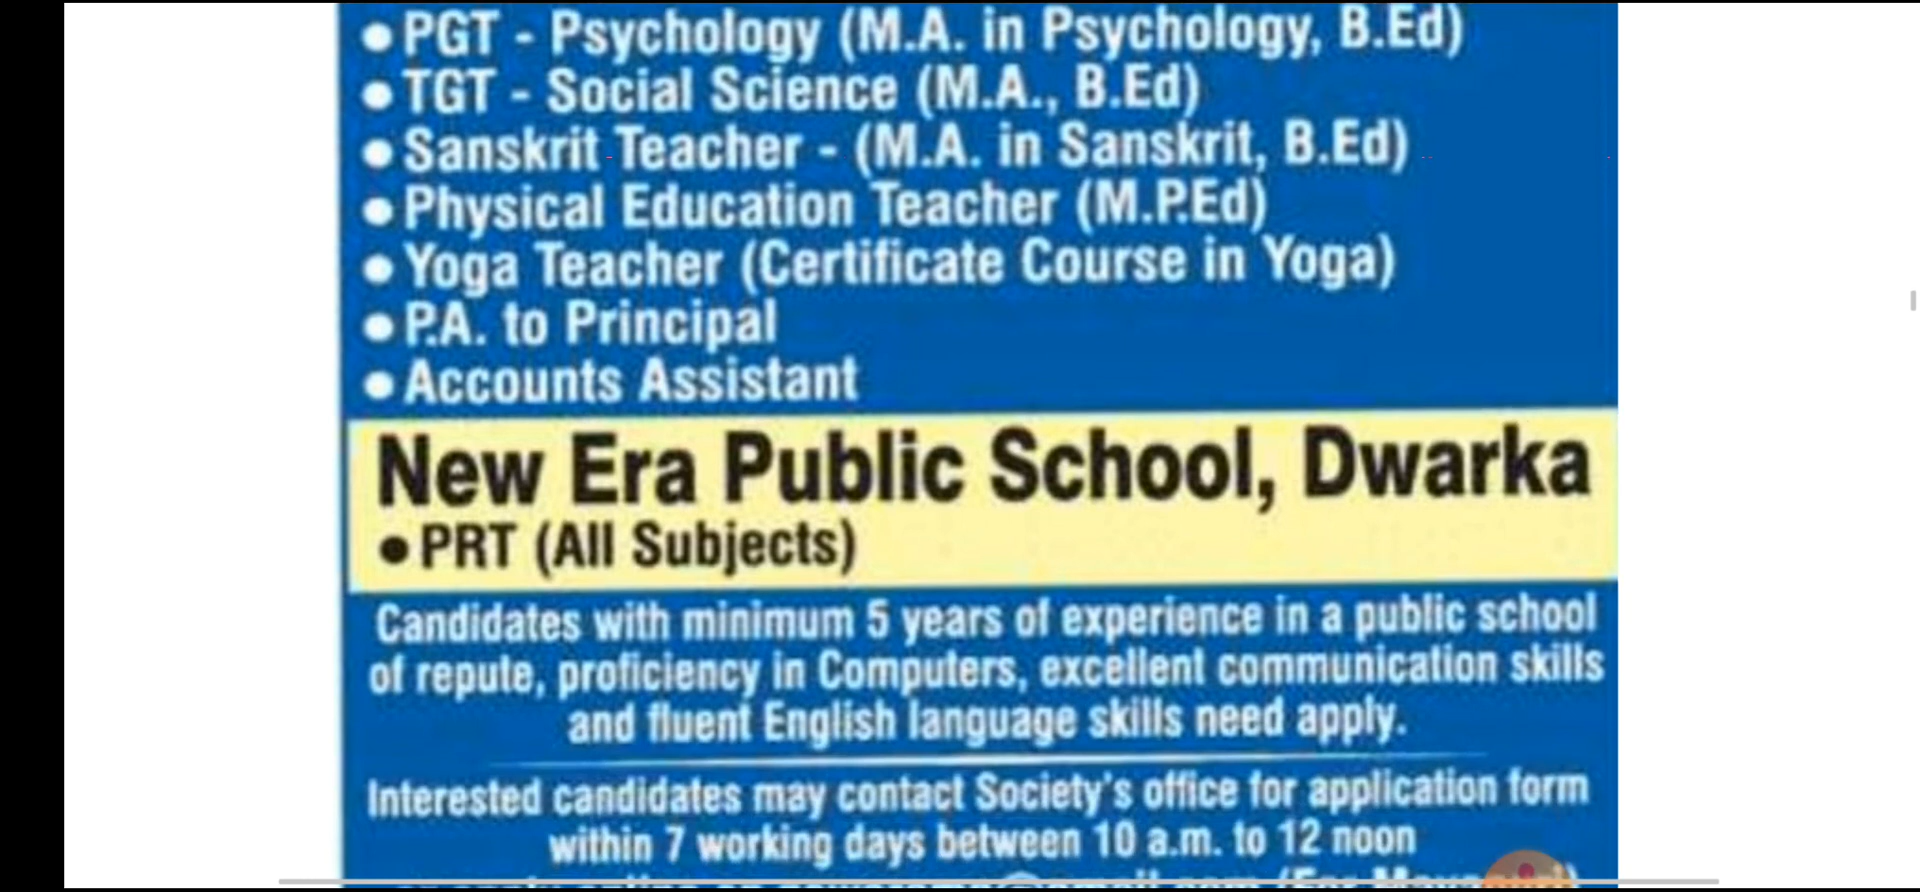 • PGT - Psychology (M.A. in Psychology, B.Ed)
• TGT - Social Science (M.A., B.Ed)
• Sanskrit Teacher - (M.A. in Sanskrit, B.Ed)
• Physical Education Teacher (M.P.Ed)
• Yoga Teacher (Certificate Course in Yoga)
• P.A. to Principal
• Accounts Assistant
New Era Public School, Dwarka
• PRT (All Subjects)
Candidates with minimum 5 years of experience in a public school
of repute, proficiency in Computers, excellent communication skills
and fluent English language skills need apply.
Interested candidates may contact Society's office for application form
within 7 working days between 10 a.m. to 12 noon